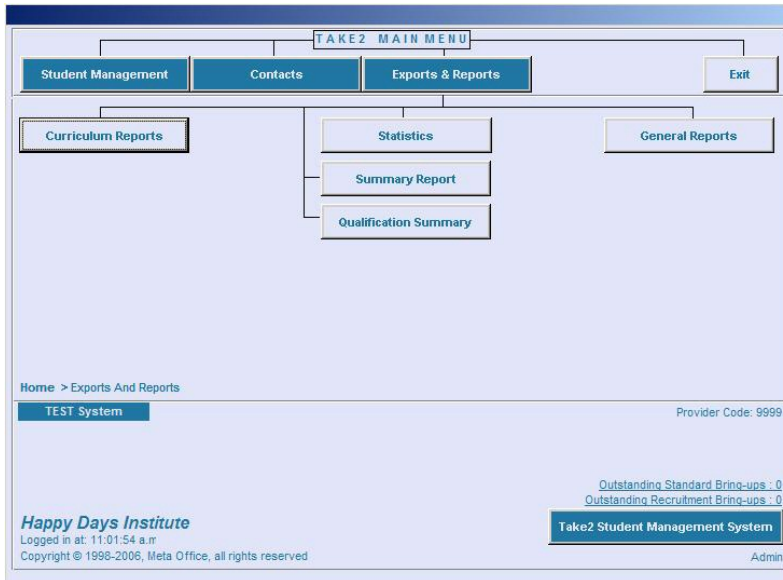 TAKE2 MAIN MENU
Student Management
Contacts
Exports & Reports
Exit
Curriculum Reports
Statistics
General Reports
Summary Report
Qualification Summary
Home > Exports And Reports
TEST System
Provider Code: 9999
Outstanding Standard Bring-ups : 0
Outstanding Recruitment Bring-ups : 0
Happy Days Institute
Take2 Student Management System
Logged in at: 11:01:54 a.m
Copyright © 1998-2006, Meta Office, all rights reserved
Admin